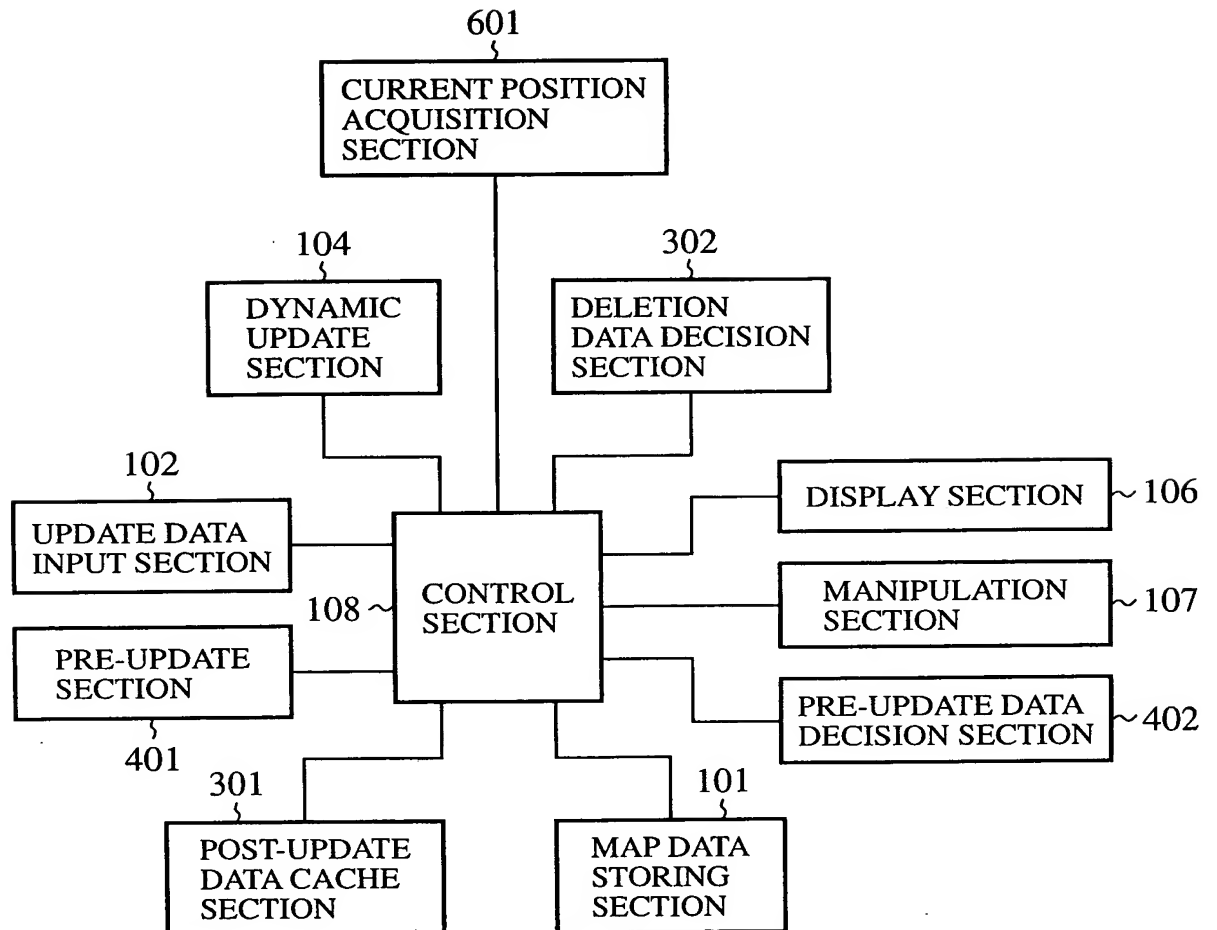 601
CURRENT POSITION
ACQUISITION
SECTION
104
DYNAMIC
UPDATE
SECTION
302
DELETION
DATA DECISION
SECTION
102
UPDATE DATA
INPUT SECTION
108
CONTROL
SECTION
DISPLAY SECTION
106
MANIPULATION
SECTION
107
PRE-UPDATE
SECTION
401
PRE-UPDATE DATA
DECISION SECTION
402
301
POST-UPDATE
DATA CACHE
SECTION
101
MAP DATA
STORING
SECTION